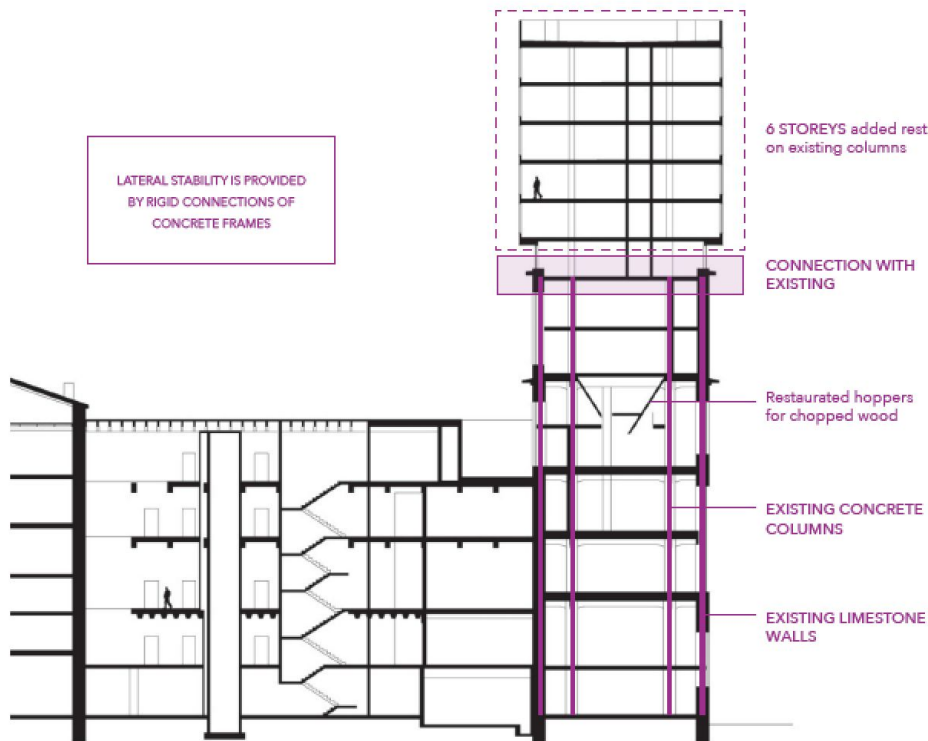 6 STOREYS added rest
on existing columns
LATERAL STABILITY IS PROVIDED
BY RIGID CONNECTIONS OF
CONCRETE FRAMES
CONNECTION WITH
EXISTING
Restaurated hoppers
for chopped wood
EXISTING CONCRETE
COLUMNS
EXISTING LIMESTONE
WALLS